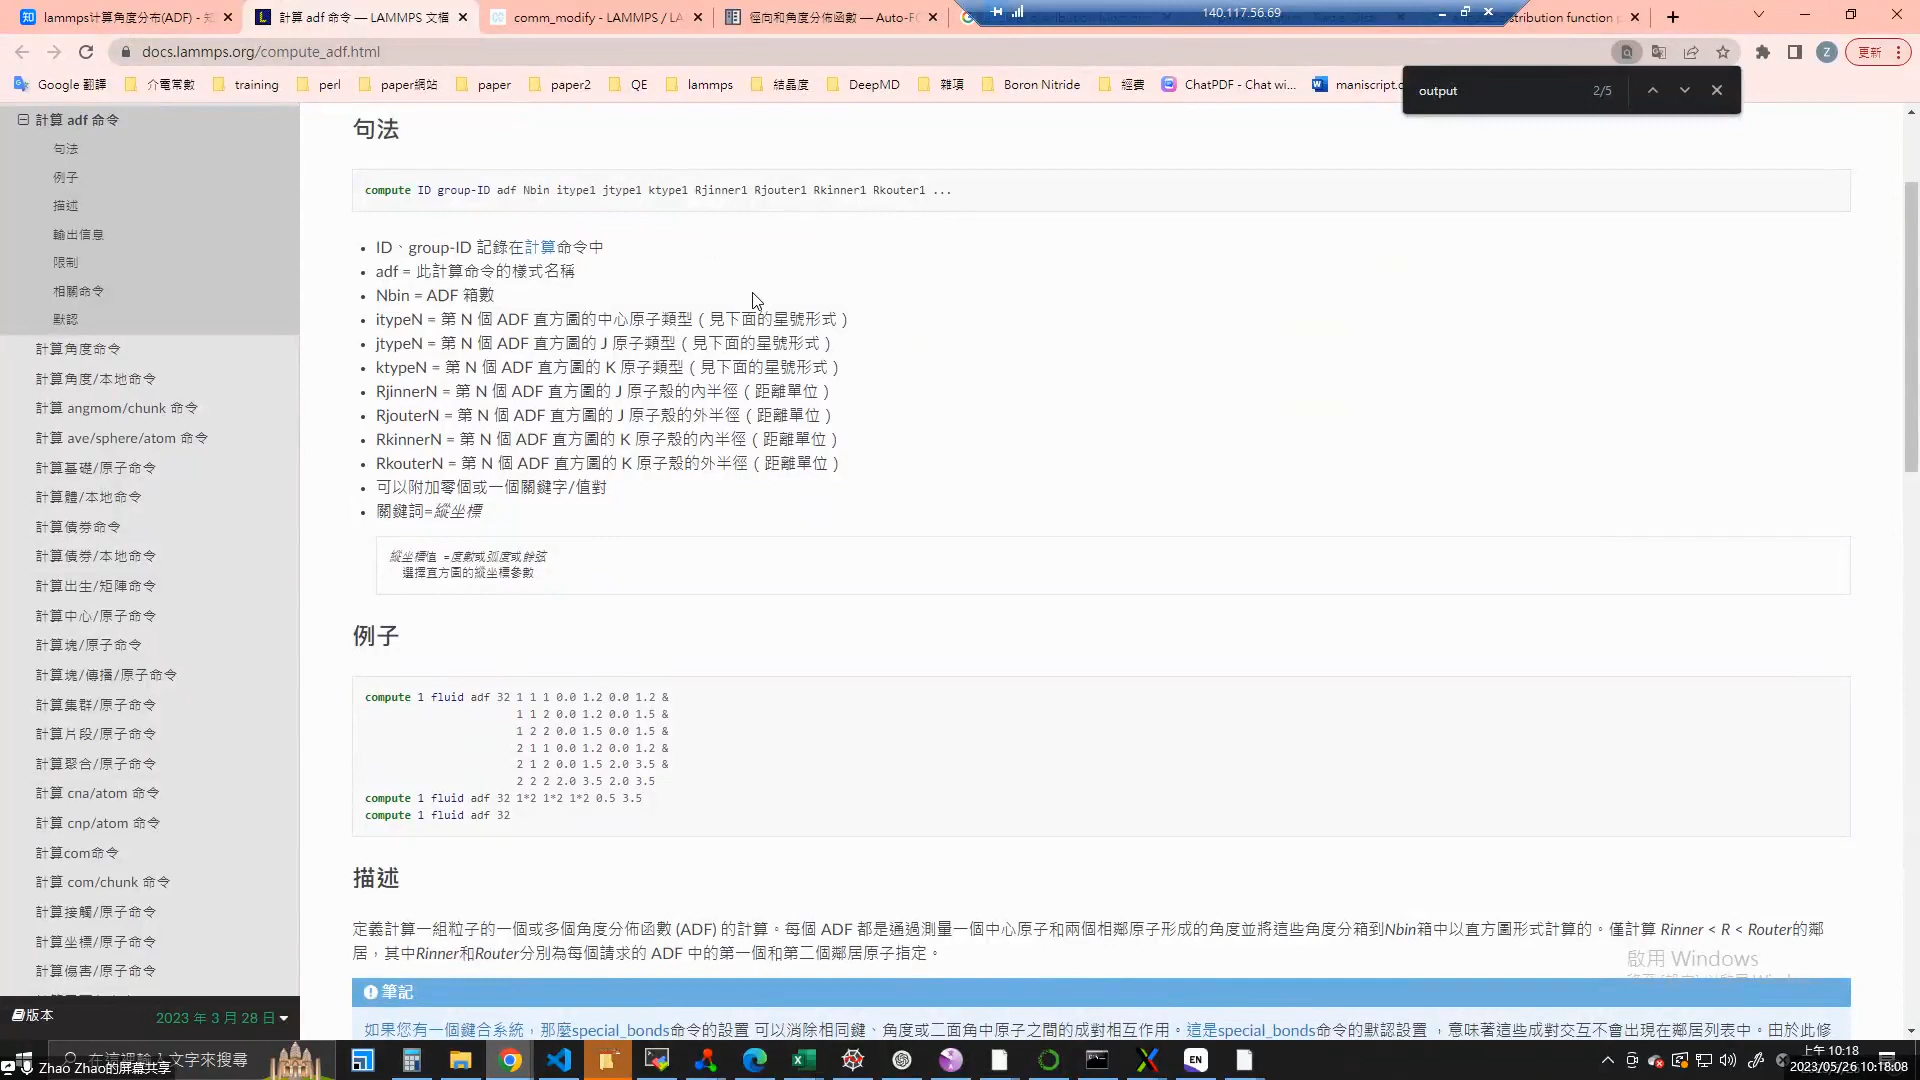 lammps计算角度分布(ADF) - 知
計算 adf 命令 — LAMMPS 文檔
comm_modify - LAMMPS / LA
徑向和角度分佈函數 — Auto-FO
140.117.56.69
distribution function p
docs.lammps.org/compute_adf.html
Z
更新
Google 翻譯
介電常數
training
perl
paper網站
paper
paper2
QE
lammps
結晶度
DeepMD
雜項
Boron Nitride
經費
ChatPDF - Chat wi...
maniscript.c
output
2/5
計算 adf 命令
句法
例子
描述
輸出信息
限制
相關命令
默認
計算角度命令
計算角度/本地命令
計算 angmom/chunk 命令
計算 ave/sphere/atom 命令
計算基礎/原子命令
計算體/本地命令
計算債券命令
計算債券/本地命令
計算出生/矩陣命令
計算中心/原子命令
計算塊/原子命令
計算塊/傳播/原子命令
計算集群/原子命令
計算片段/原子命令
計算聚合/原子命令
計算 cna/atom 命令
計算 cnp/atom 命令
計算com命令
計算 com/chunk 命令
計算接觸/原子命令
計算坐標/原子命令
計算傷害/原子命令
版本
2023 年 3 月 28 日
句法
compute ID group-ID adf Nbin itype1 jtype1 ktype1 Rjinner1 Rjouter1 Rkinner1 Rkouter1 ...
• ID、group-ID 記錄在計算命令中
• adf = 此計算命令的樣式名稱
• Nbin = ADF 箱數
• itypeN = 第 N 個 ADF 直方圖的中心原子類型（見下面的星號形式）
• jtypeN = 第 N 個 ADF 直方圖的 J 原子類型（見下面的星號形式）
• ktypeN = 第 N 個 ADF 直方圖的 K 原子類型（見下面的星號形式）
• RjinnerN = 第 N 個 ADF 直方圖的 J 原子殼的內半徑（距離單位）
• RjouterN = 第 N 個 ADF 直方圖的 J 原子殼的外半徑（距離單位）
• RkinnerN = 第 N 個 ADF 直方圖的 K 原子殼的內半徑（距離單位）
• RkouterN = 第 N 個 ADF 直方圖的 K 原子殼的外半徑（距離單位）
• 可以附加零個或一個關鍵字/值對
• 關鍵詞=縱坐標
縱坐標值 =度數或弧度或餘弦
選擇直方圖的縱坐標參數
例子
compute 1 fluid adf 32 1 1 1 0.0 1.2 0.0 1.2 &
1 1 2 0.0 1.2 0.0 1.5 &
1 2 2 0.0 1.5 0.0 1.5 &
2 1 1 0.0 1.2 0.0 1.2 &
2 1 2 0.0 1.5 2.0 3.5 &
2 2 2 2.0 3.5 2.0 3.5
compute 1 fluid adf 32 1*2 1*2 1*2 0.5 3.5
compute 1 fluid adf 32
描述
定義計算一組粒子的一個或多個角度分佈函數 (ADF) 的計算。每個 ADF 都是通過測量一個中心原子和兩個相鄰原子形成的角度並將這些角度分箱到Nbin箱中以直方圖形式計算的。僅計算 Rinner < R < Router的鄰
居，其中Rinner和Router分別為每個請求的 ADF 中的第一個和第二個鄰居原子指定。
啟用 Windows
筆記
如果您有一個鍵合系統，那麼special_bonds命令的設置 可以消除相同鍵、角度或二面角中原子之間的成對相互作用。這是special_bonds命令的默認設置，意味著這些成對交互不會出現在鄰居列表中。由於此修
在這裡輸入文字來搜尋
Zhao Zhao的屏幕共享
EN
上午 10:18
2023/05/26 10:18:08